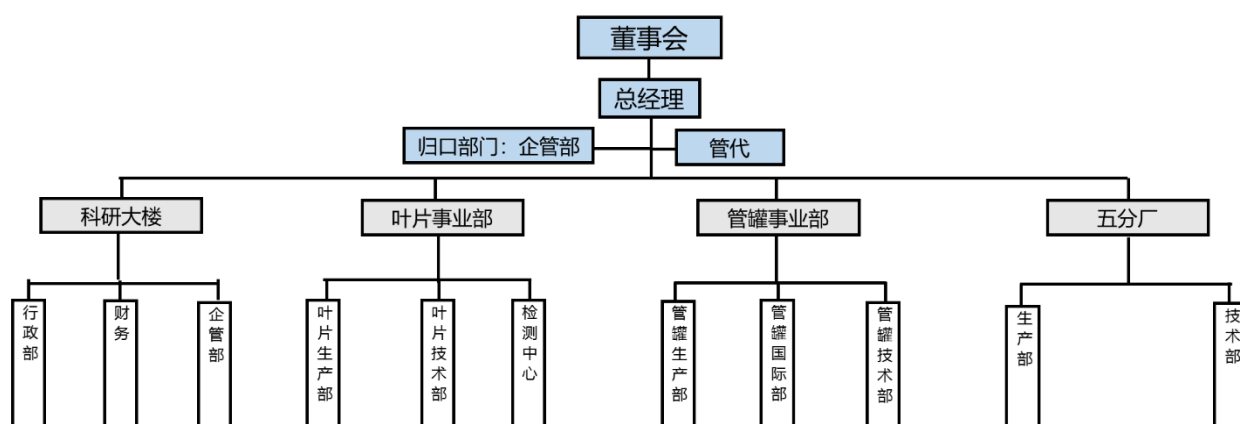 董事会
总经理
归口部门：企管部
管代
科研大楼
叶片事业部
管罐事业部
五分厂
行政部
财务
企管部
叶片生产部
叶片技术部
检测中心
管罐生产部
管罐国际部
管罐技术部
生产部
技术部